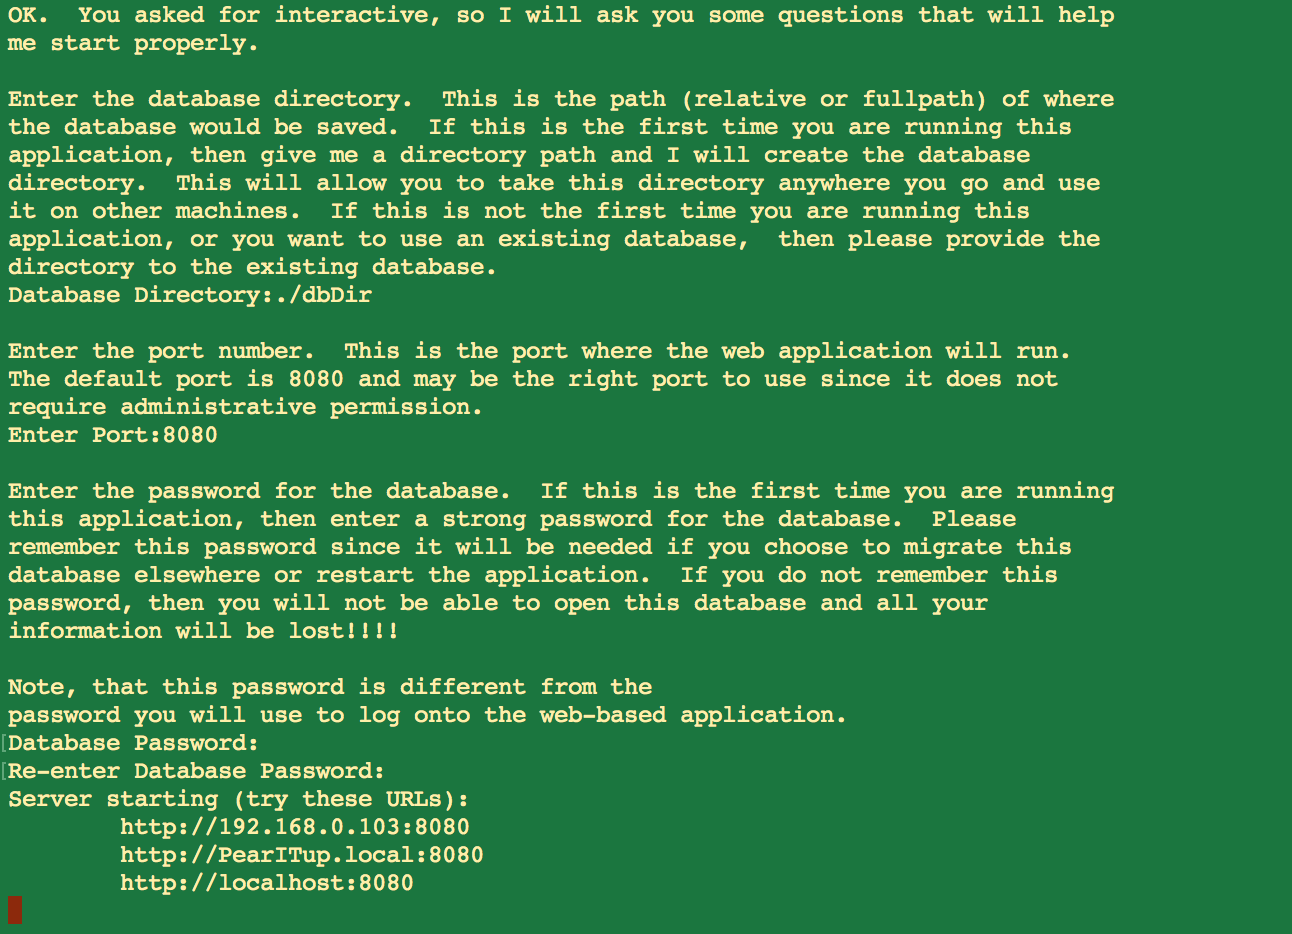 OK.  You asked for interactive, so I will ask you some questions that will help
me start properly.

Enter the database directory.  This is the path (relative or fullpath) of where
the database would be saved.  If this is the first time you are running this
application, then give me a directory path and I will create the database
directory.  This will allow you to take this directory anywhere you go and use
it on other machines.  If this is not the first time you are running this
application, or you want to use an existing database,  then please provide the
directory to the existing database.
Database Directory:./dbDir

Enter the port number.  This is the port where the web application will run.
The default port is 8080 and may be the right port to use since it does not
require administrative permission.
Enter Port:8080

Enter the password for the database.  If this is the first time you are running
this application, then enter a strong password for the database.  Please
remember this password since it will be needed if you choose to migrate this
database elsewhere or restart the application.  If you do not remember this
password, then you will not be able to open this database and all your
information will be lost!!!!

Note, that this password is different from the
password you will use to log onto the web-based application.
[Database Password:
[Re-enter Database Password:
Server starting (try these URLs):
        http://192.168.0.103:8080
        http://PearITup.local:8080
        http://localhost:8080